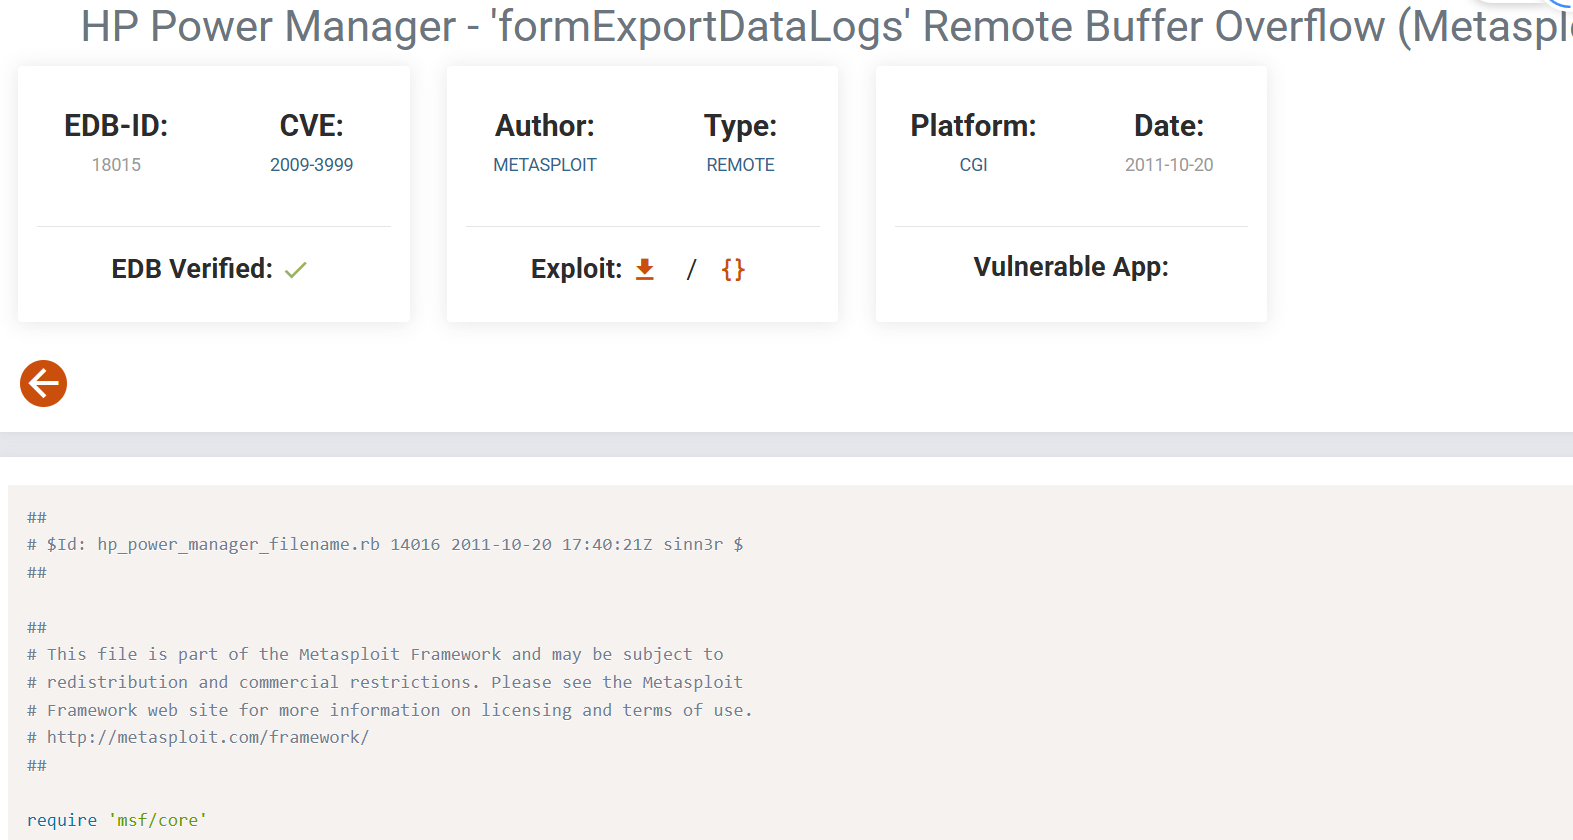 HP Power Manager - 'formExportDataLogs' Remote Buffer Overflow (Metasplo
EDB-ID:
18015
CVE:
2009-3999
EDB Verified:
Author:
METASPLOIT
Type:
REMOTE
Exploit: / {}
Platform:
CGI
Date:
2011-10-20
Vulnerable App:
##
# $Id: hp_power_manager_filename.rb 14016 2011-10-20 17:40:21Z sinn3r $
##
##
# This file is part of the Metasploit Framework and may be subject to
# redistribution and commercial restrictions. Please see the Metasploit
# Framework web site for more information on licensing and terms of use.
# http://metasploit.com/framework/
##
require 'msf/core'